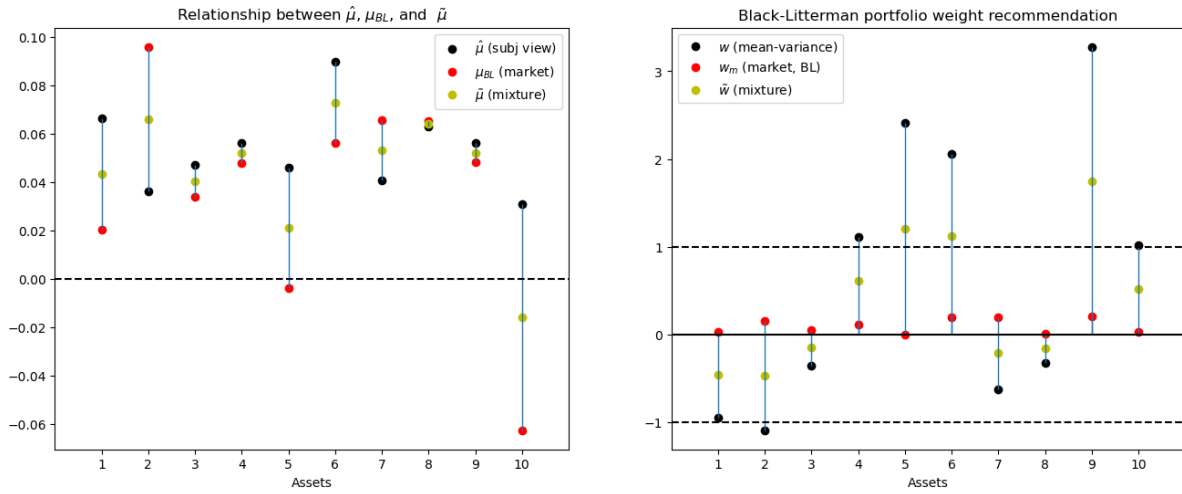 Relationship between μ̂, μ_BL, and μ̃
0.10
0.08
0.06
0.04
0.02
0.00
−0.02
−0.04
−0.06
μ̂ (subj view)
μ_BL (market)
μ̃ (mixture)
1 2 3 4 5 6 7 8 9 10
Assets
Black-Litterman portfolio weight recommendation
3
2
1
0
−1
w (mean-variance)
w_m (market, BL)
w̃ (mixture)
1 2 3 4 5 6 7 8 9 10
Assets